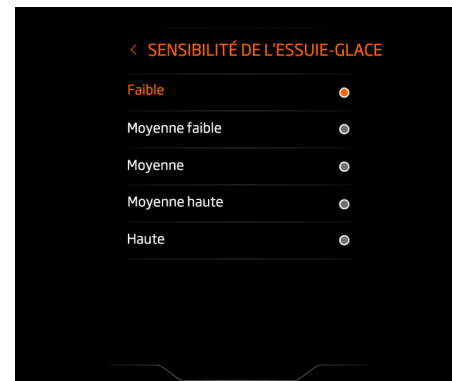 < SENSIBILITÉ DE L'ESSUIE-GLACE
Faible
Moyenne faible
Moyenne
Moyenne haute
Haute